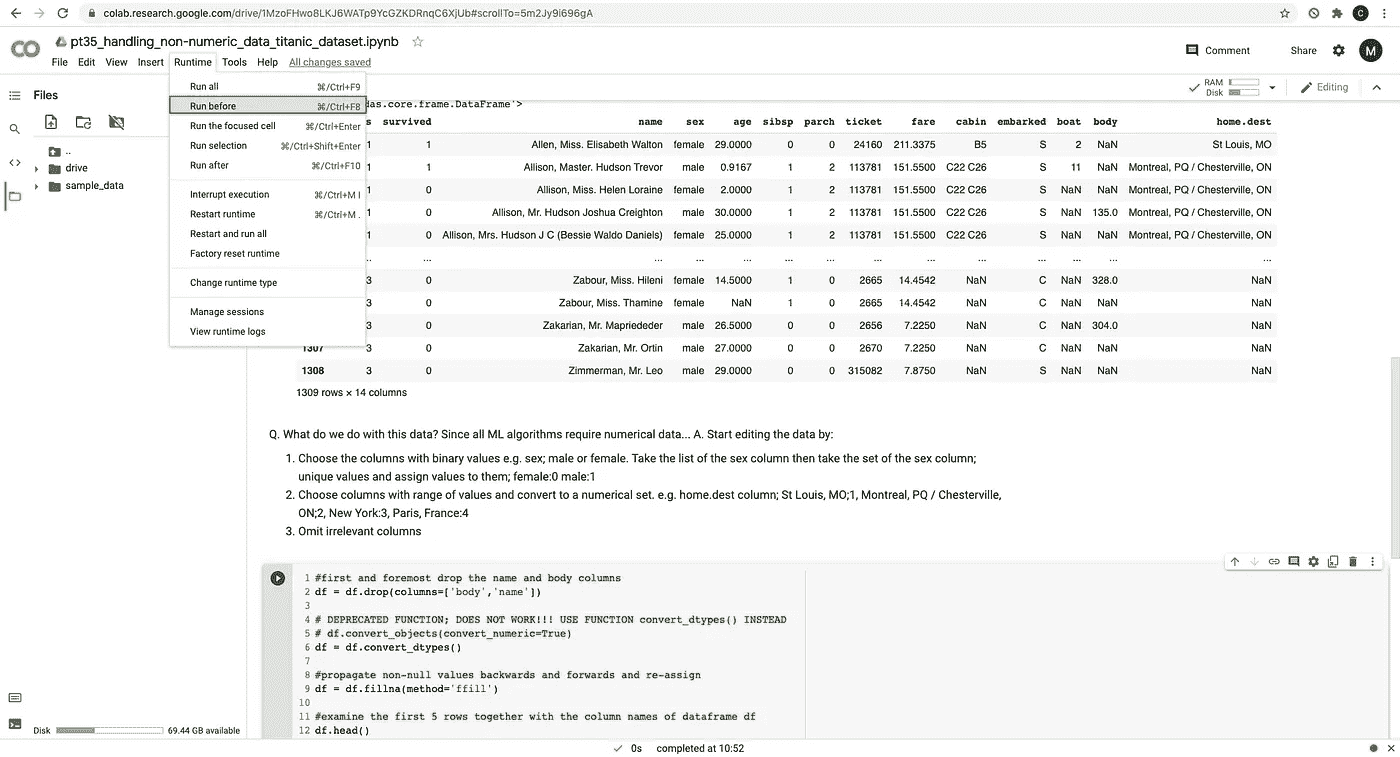 colab.research.google.com/drive/1MzoFHwo8LKJ6WATp9YcGZKDRnqC6XjUb#scrollTo=5m2Jy9i696gA
C
CO
pt35_handling_non-numeric_data_titanic_dataset.ipynb
File Edit View Insert Runtime Tools Help All changes saved
Comment Share M
Files
RAM
Disk
Editing
Run all ⌘/Ctrl+F9
Run before ⌘/Ctrl+F8
Run the focused cell ⌘/Ctrl+Enter
Run selection ⌘/Ctrl+Shift+Enter
Run after ⌘/Ctrl+F10
Interrupt execution ⌘/Ctrl+M I
Restart runtime ⌘/Ctrl+M .
Restart and run all
Factory reset runtime
Change runtime type
Manage sessions
View runtime logs
..
drive
sample_data
das.core.frame.DataFrame'>
s survived name sex age sibsp parch ticket fare cabin embarked boat body home.dest
1 1 Allen, Miss. Elisabeth Walton female 29.0000 0 0 24160 211.3375 B5 S 2 NaN St Louis, MO
1 1 Allison, Master. Hudson Trevor male 0.9167 1 2 113781 151.5500 C22 C26 S 11 NaN Montreal, PQ / Chesterville, ON
1 0 Allison, Miss. Helen Loraine female 2.0000 1 2 113781 151.5500 C22 C26 S NaN NaN Montreal, PQ / Chesterville, ON
1 0 Allison, Mr. Hudson Joshua Creighton male 30.0000 1 2 113781 151.5500 C22 C26 S NaN 135.0 Montreal, PQ / Chesterville, ON
1 0 Allison, Mrs. Hudson J C (Bessie Waldo Daniels) female 25.0000 1 2 113781 151.5500 C22 C26 S NaN NaN Montreal, PQ / Chesterville, ON
.. ... ... ... ... ... ... ... ... ... ... ... ... ...
3 0 Zabour, Miss. Hileni female 14.5000 1 0 2665 14.4542 NaN C NaN 328.0 NaN
3 0 Zabour, Miss. Thamine female NaN 1 0 2665 14.4542 NaN C NaN NaN NaN
3 0 Zakarian, Mr. Mapriededer male 26.5000 0 0 2656 7.2250 NaN C NaN 304.0 NaN
1307 3 0 Zakarian, Mr. Ortin male 27.0000 0 0 2670 7.2250 NaN C NaN NaN NaN
1308 3 0 Zimmerman, Mr. Leo male 29.0000 0 0 315082 7.8750 NaN S NaN NaN NaN
1309 rows × 14 columns
Q. What do we do with this data? Since all ML algorithms require numerical data... A. Start editing the data by:
1. Choose the columns with binary values e.g. sex; male or female. Take the list of the sex column then take the set of the sex column;
unique values and assign values to them; female:0 male:1
2. Choose columns with range of values and convert to a numerical set. e.g. home.dest column; St Louis, MO;1, Montreal, PQ / Chesterville,
ON;2, New York:3, Paris, France:4
3. Omit irrelevant columns
1 #first and foremost drop the name and body columns
2 df = df.drop(columns=['body','name'])
3
4 # DEPRECATED FUNCTION; DOES NOT WORK!!! USE FUNCTION convert_dtypes() INSTEAD
5 # df.convert_objects(convert_numeric=True)
6 df = df.convert_dtypes()
7
8 #propagate non-null values backwards and forwards and re-assign
9 df = df.fillna(method='ffill')
10
11 #examine the first 5 rows together with the column names of dataframe df
12 df.head()
Disk 69.44 GB available
0s completed at 10:52